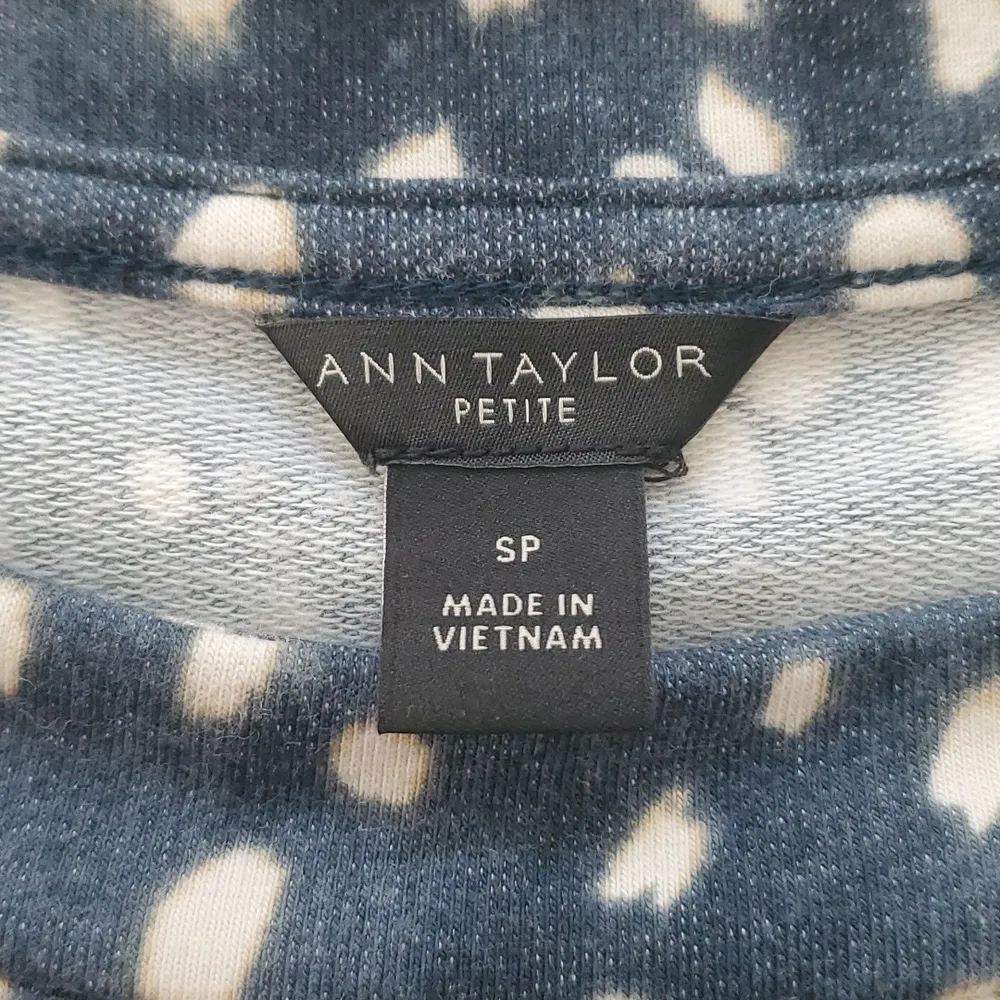 ANN TAYLOR
PETITE
SP
MADE IN
VIETNAM